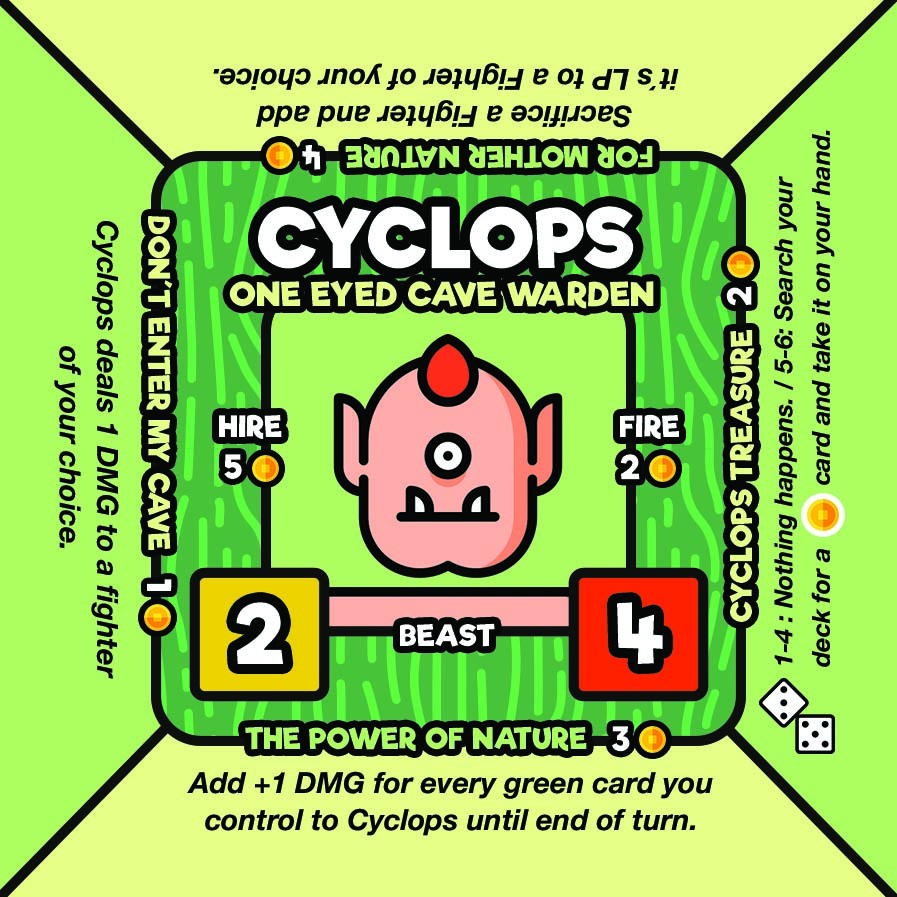 CYCLOPS
ONE EYED CAVE WARDEN
HIRE
5
FIRE
2
2
BEAST
4
THE POWER OF NATURE 3
Add +1 DMG for every green card you
control to Cyclops until end of turn.
DON'T ENTER MY CAVE 1
Cyclops deals 1 DMG to a fighter
of your choice.
FOR MOTHER NATURE 4
Sacrifice a Fighter and add
it´s LP to a Fighter of your choice.
CYCLOPS TREASURE 2
1-4 : Nothing happens. / 5-6: Search your
deck for a card and take it on your hand.